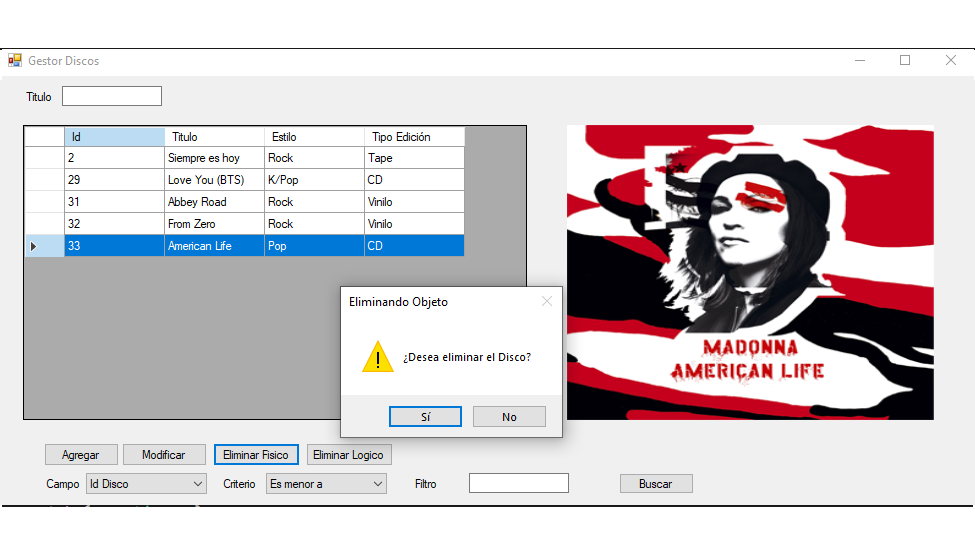 Gestor Discos
Titulo
Id Titulo Estilo Tipo Edición
2 Siempre es hoy Rock Tape
29 Love You (BTS) K/Pop CD
31 Abbey Road Rock Vinilo
32 From Zero Rock Vinilo
33 American Life Pop CD
Eliminando Objeto
¿Desea eliminar el Disco?
Sí No
MADONNA
AMERICAN LIFE
Agregar Modificar Eliminar Fisico Eliminar Logico
Campo Id Disco Criterio Es menor a Filtro Buscar